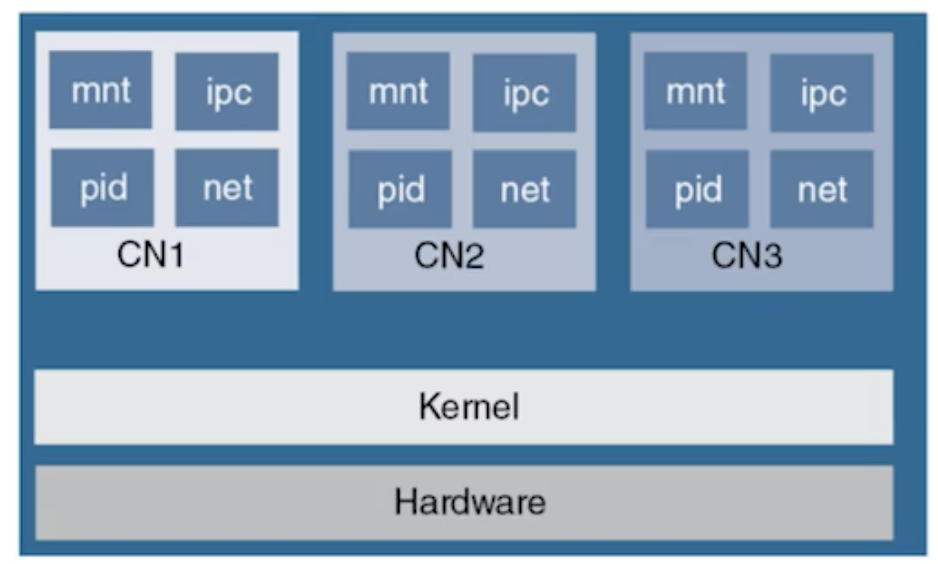 mnt ipc
pid net
CN1
mnt ipc
pid net
CN2
mnt ipc
pid net
CN3
Kernel
Hardware